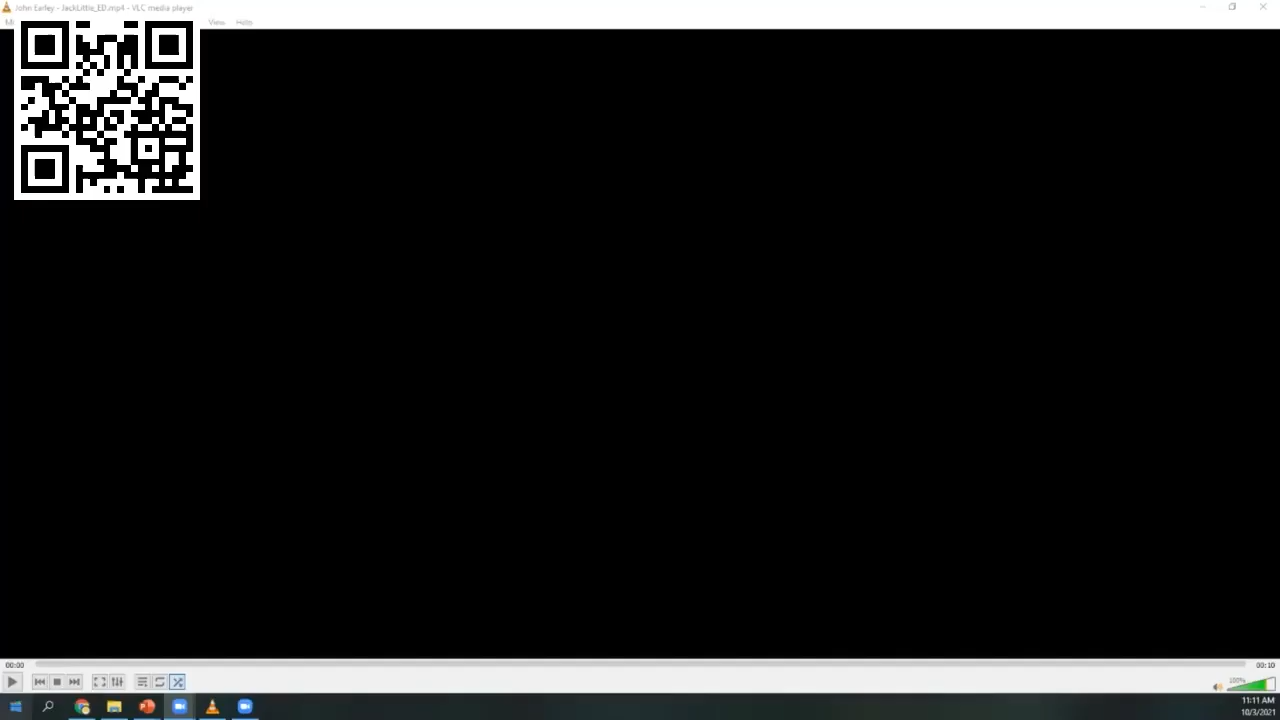 John Earley - JackLittle_ED.mp4 - VLC media player
View Help
00:00
00:10
100%
11:11 AM
10/3/2021